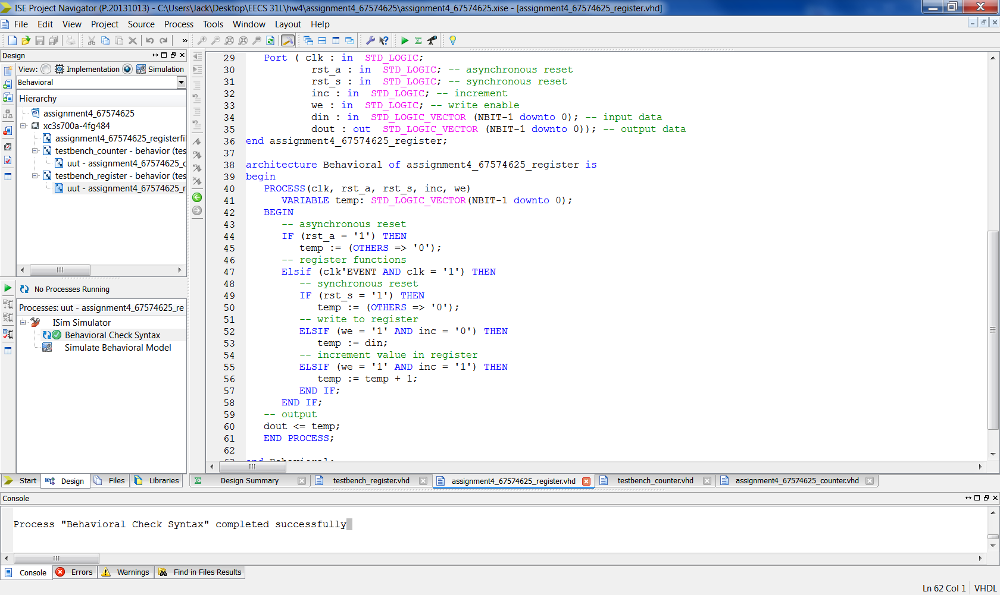 ISE Project Navigator (P.20131013) - C:\Users\Jack\Desktop\EECS 31L\hw4\assignment4_67574625\assignment4_67574625.xise - [assignment4_67574625_register.vhd]
File Edit View Project Source Process Tools Window Layout Help
Design
View: Implementation Simulation
Behavioral
Hierarchy
assignment4_67574625
xc3s700a-4fg484
assignment4_67574625_registerfil
testbench_counter - behavior (tes
uut - assignment4_67574625_c
testbench_register - behavior (tes
uut - assignment4_67574625_r
No Processes Running
Processes: uut - assignment4_67574625_re
ISim Simulator
Behavioral Check Syntax
Simulate Behavioral Model
Start Design Files Libraries
29 Port ( clk : in STD_LOGIC;
30 rst_a : in STD_LOGIC; -- asynchronous reset
31 rst_s : in STD_LOGIC; -- synchronous reset
32 inc : in STD_LOGIC; -- increment
33 we : in STD_LOGIC; -- write enable
34 din : in STD_LOGIC_VECTOR (NBIT-1 downto 0); -- input data
35 dout : out STD_LOGIC_VECTOR (NBIT-1 downto 0)); -- output data
36 end assignment4_67574625_register;
37
38 architecture Behavioral of assignment4_67574625_register is
39 begin
40 PROCESS(clk, rst_a, rst_s, inc, we)
41 VARIABLE temp: STD_LOGIC_VECTOR(NBIT-1 downto 0);
42 BEGIN
43 -- asynchronous reset
44 IF (rst_a = '1') THEN
45 temp := (OTHERS => '0');
46 -- register functions
47 Elsif (clk'EVENT AND clk = '1') THEN
48 -- synchronous reset
49 IF (rst_s = '1') THEN
50 temp := (OTHERS => '0');
51 -- write to register
52 ELSIF (we = '1' AND inc = '0') THEN
53 temp := din;
54 -- increment value in register
55 ELSIF (we = '1' AND inc = '1') THEN
56 temp := temp + 1;
57 END IF;
58 END IF;
59 -- output
60 dout <= temp;
61 END PROCESS;
62
63 end Behavioral;
Design Summary testbench_register.vhd assignment4_67574625_register.vhd testbench_counter.vhd assignment4_67574625_counter.vhd
Console
Process "Behavioral Check Syntax" completed successfully
Console Errors Warnings Find in Files Results
Ln 62 Col 1 VHDL